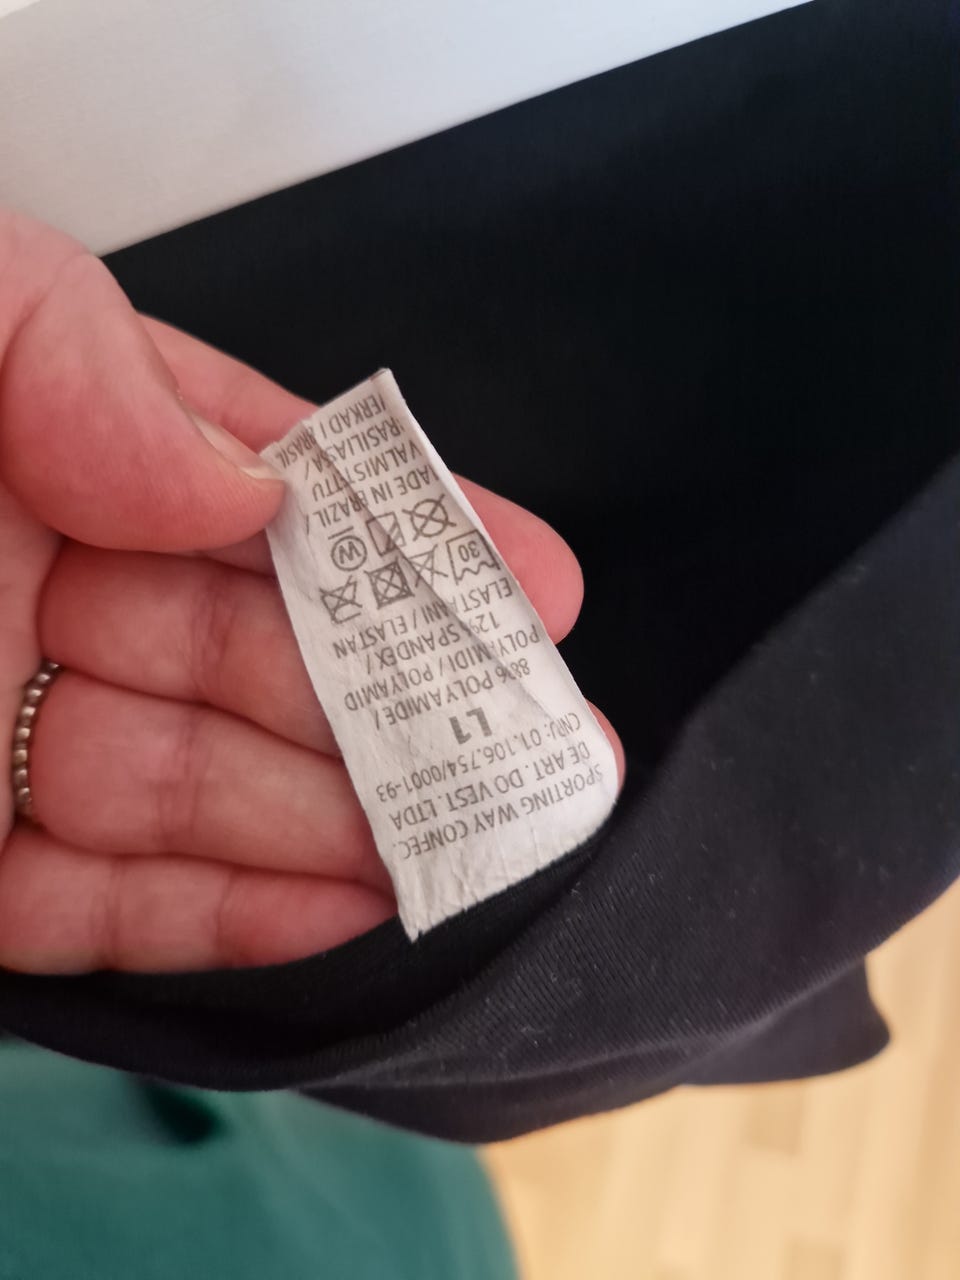 SPORTING WAY CONFEC.
DE ART. DO VEST. LTDA
CNPJ: 01.106.754/0001-93
L1
88% POLYAMIDE /
POLYAMIDI / POLYAMID
12% SPANDEX /
ELASTAANI / ELASTAN
30
W
MADE IN BRAZIL /
VALMISTETTU
BRASILIASSA /
BRASIL